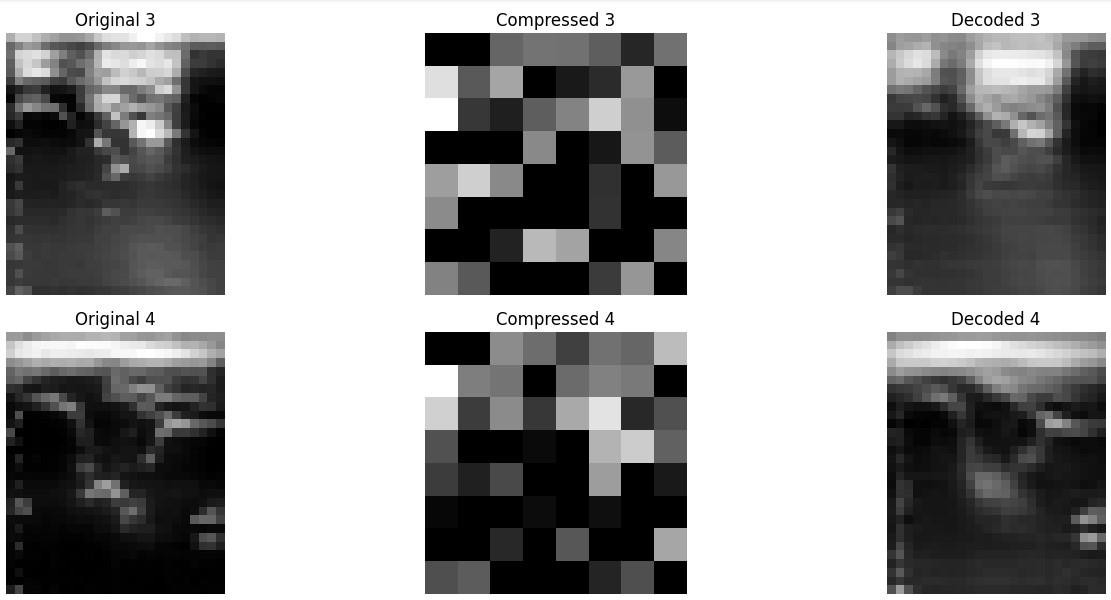 Original 3
Compressed 3
Decoded 3
Original 4
Compressed 4
Decoded 4